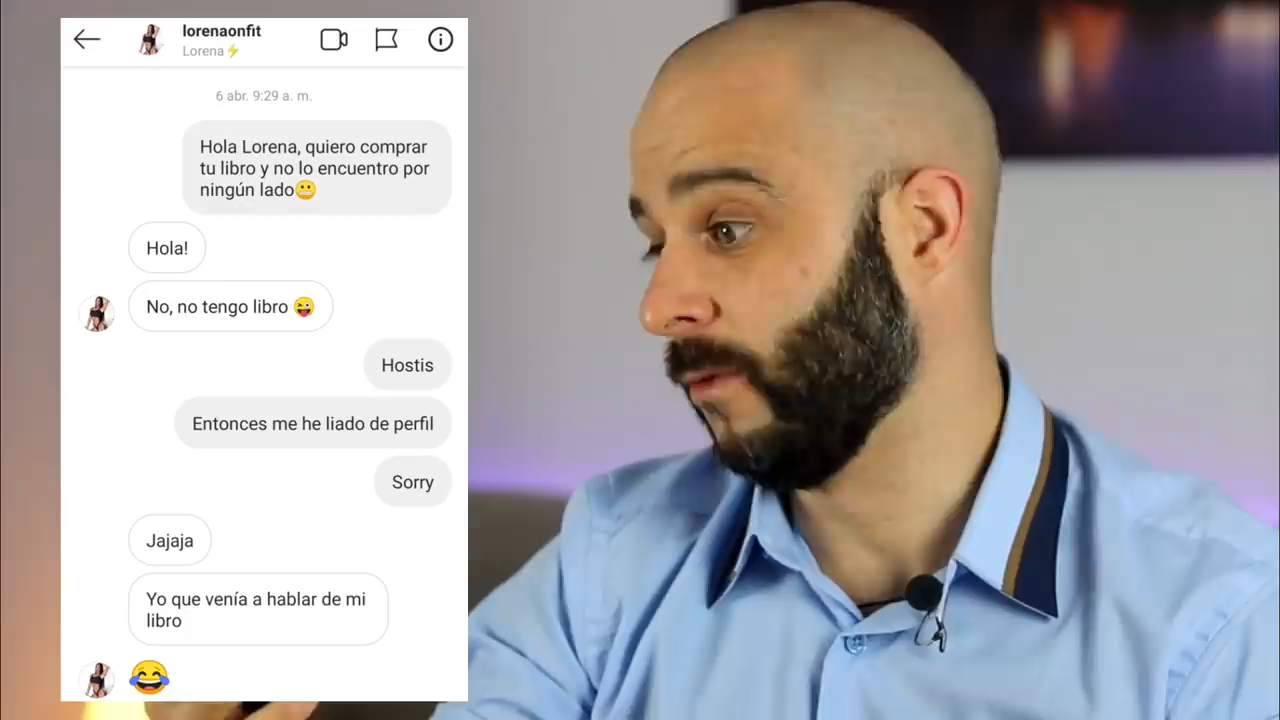 lorenaonfit
Lorena⚡
6 abr. 9:29 a. m.
Hola Lorena, quiero comprar
tu libro y no lo encuentro por
ningún lado😬
Hola!
No, no tengo libro 😜
Hostis
Entonces me he liado de perfil
Sorry
Jajaja
Yo que venía a hablar de mi
libro
😂